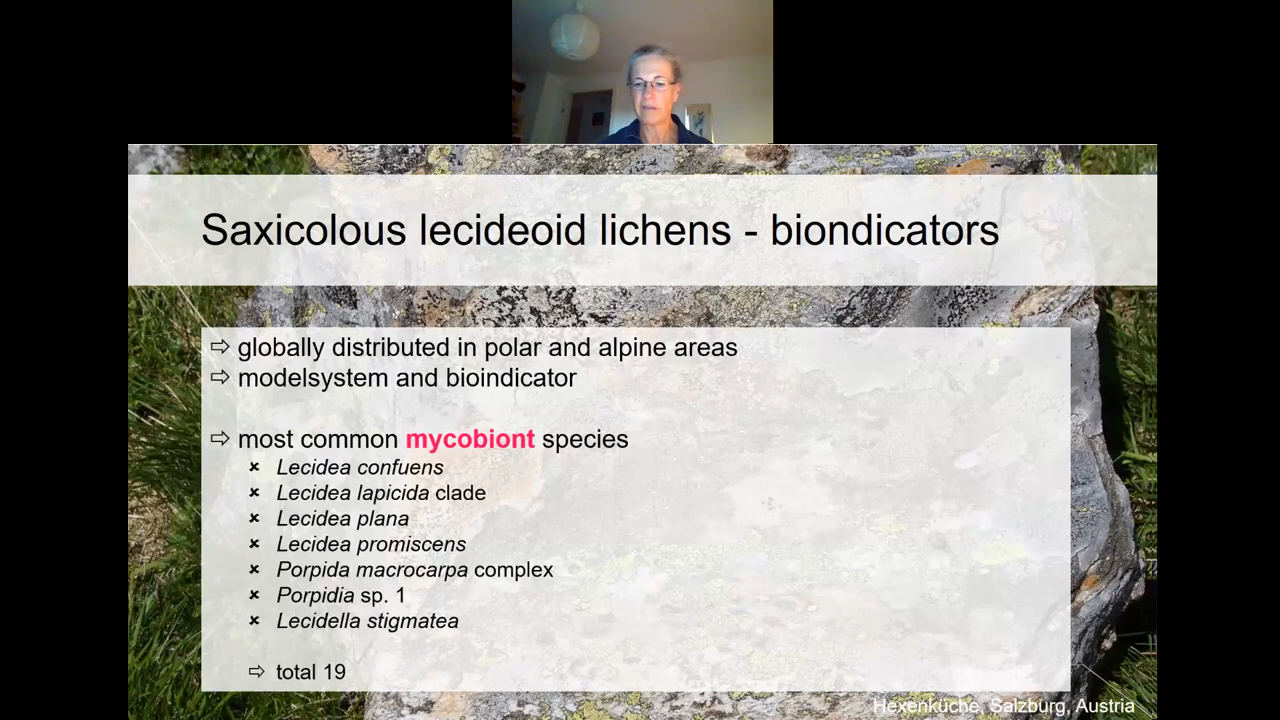 Saxicolous lecideoid lichens - biondicators
⇨ globally distributed in polar and alpine areas
⇨ modelsystem and bioindicator
⇨ most common mycobiont species
× Lecidea confuens
× Lecidea lapicida clade
× Lecidea plana
× Lecidea promiscens
× Porpida macrocarpa complex
× Porpidia sp. 1
× Lecidella stigmatea
⇨ total 19
Hexenküche, Salzburg, Austria